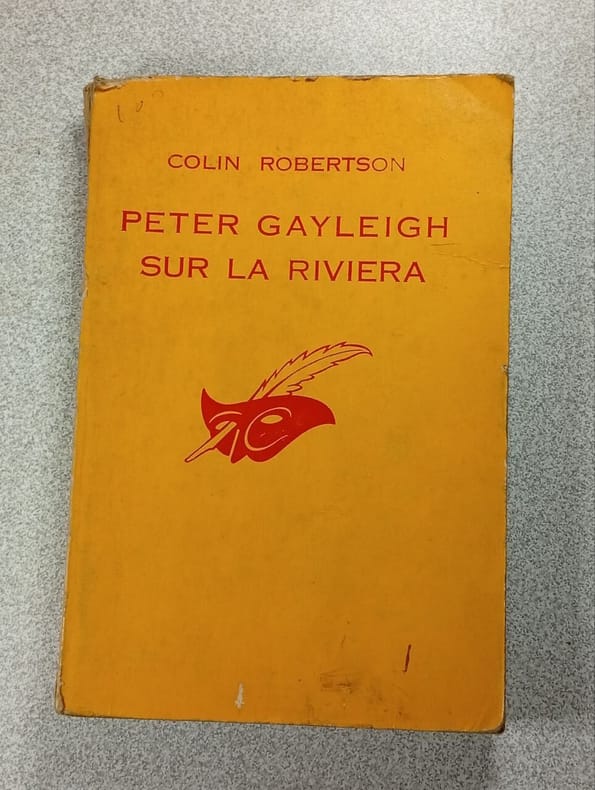 COLIN ROBERTSON
PETER GAYLEIGH
SUR LA RIVIERA